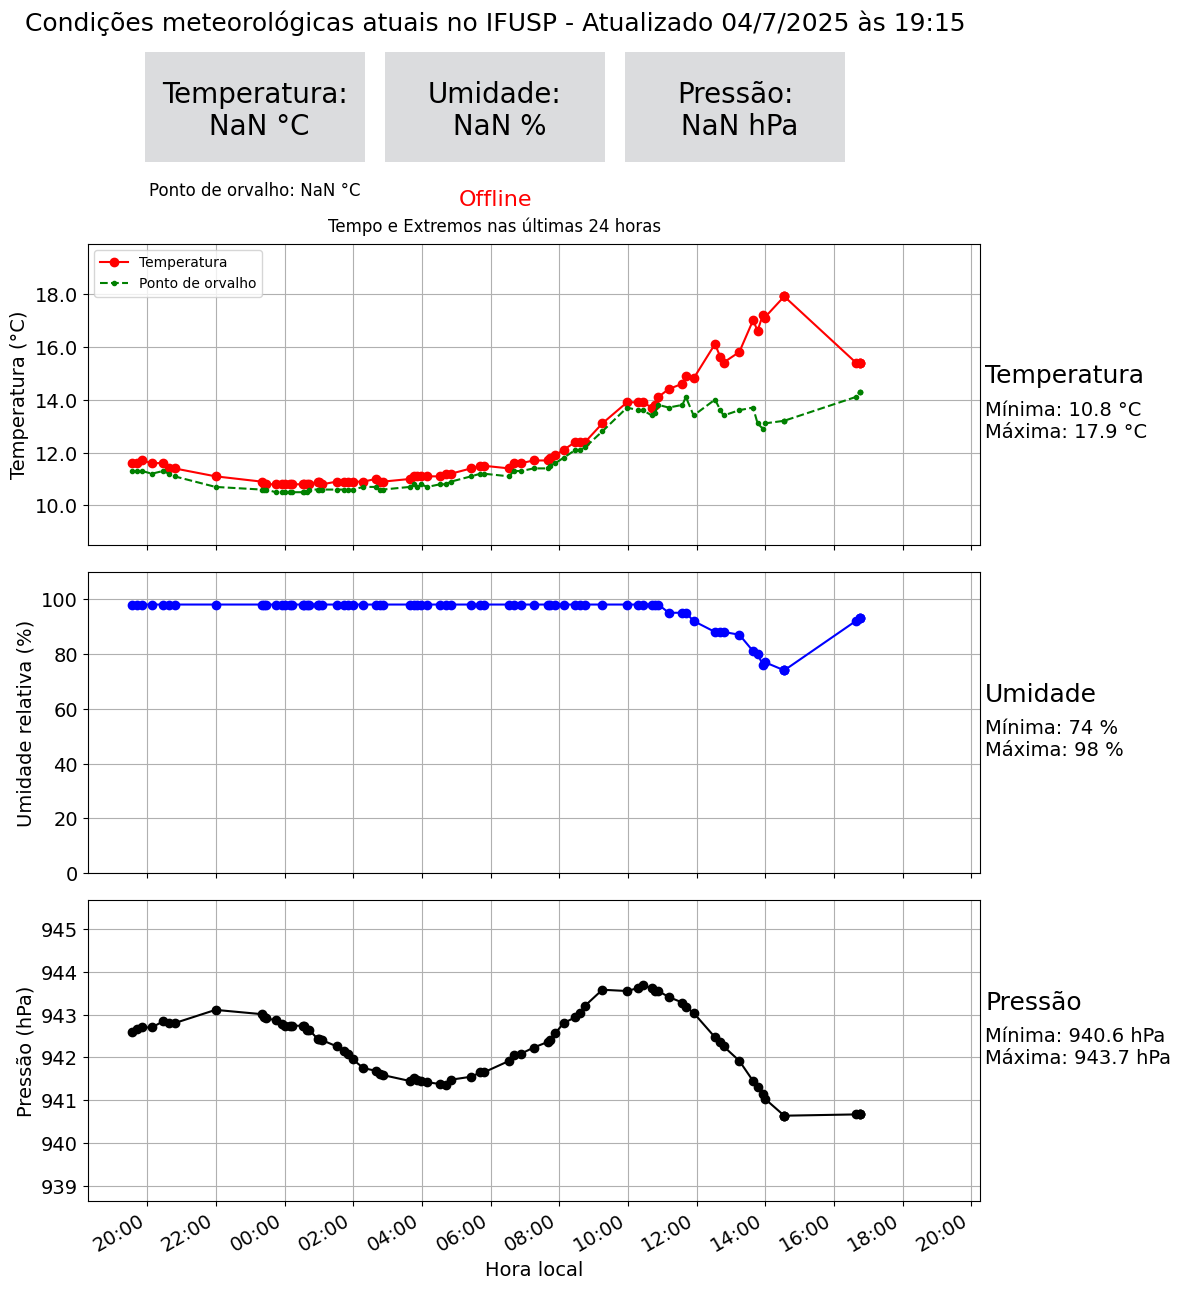 Condições meteorológicas atuais no IFUSP - Atualizado 04/7/2025 às 19:15
Temperatura:
NaN °C
Umidade:
NaN %
Pressão:
NaN hPa
Ponto de orvalho: NaN °C
Offline
Tempo e Extremos nas últimas 24 horas
Temperatura
Ponto de orvalho
18.0
16.0
14.0
12.0
10.0
Temperatura (°C)
Temperatura
Mínima: 10.8 °C
Máxima: 17.9 °C
100
80
60
40
20
0
Umidade relativa (%)
Umidade
Mínima: 74 %
Máxima: 98 %
945
944
943
942
941
940
939
Pressão (hPa)
Pressão
Mínima: 940.6 hPa
Máxima: 943.7 hPa
20:00 22:00 00:00 02:00 04:00 06:00 08:00 10:00 12:00 14:00 16:00 18:00 20:00
Hora local